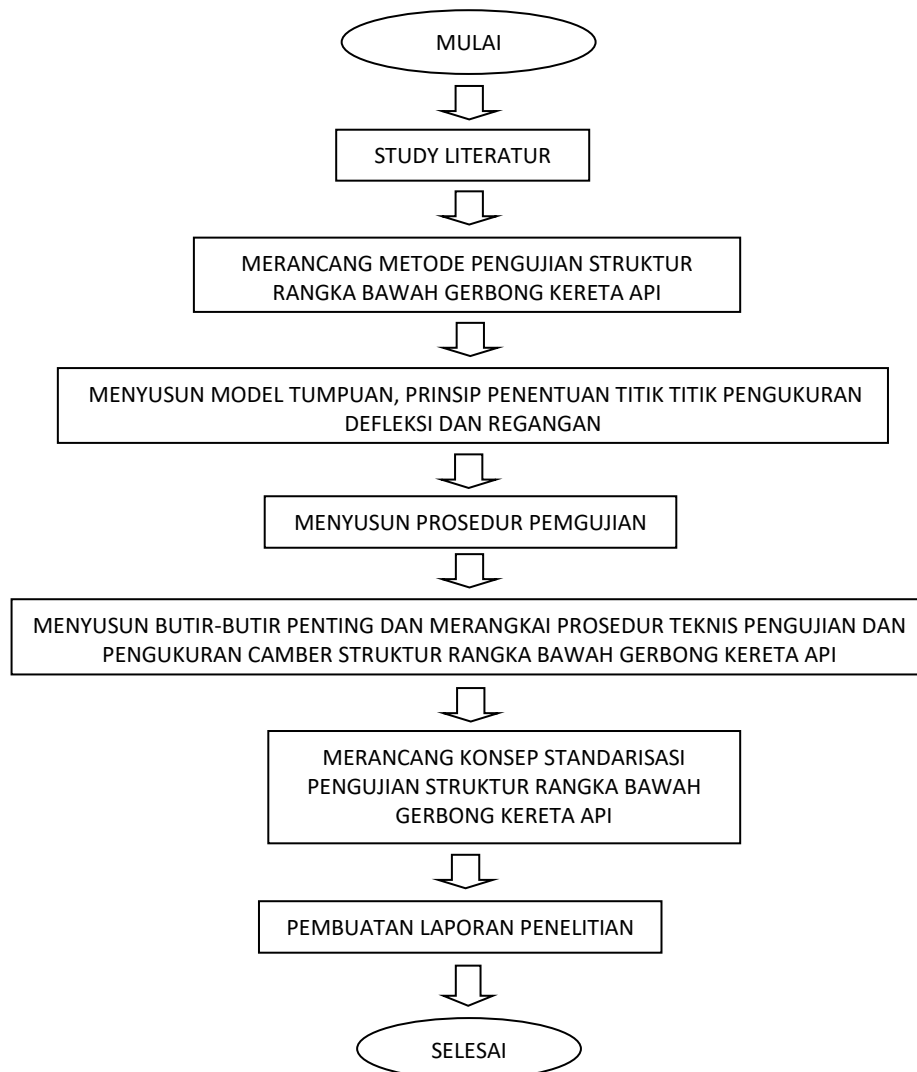 MULAI
STUDY LITERATUR
MERANCANG METODE PENGUJIAN STRUKTUR
RANGKA BAWAH GERBONG KERETA API
MENYUSUN MODEL TUMPUAN, PRINSIP PENENTUAN TITIK TITIK PENGUKURAN
DEFLEKSI DAN REGANGAN
MENYUSUN PROSEDUR PEMGUJIAN
MENYUSUN BUTIR-BUTIR PENTING DAN MERANGKAI PROSEDUR TEKNIS PENGUJIAN DAN
PENGUKURAN CAMBER STRUKTUR RANGKA BAWAH GERBONG KERETA API
MERANCANG KONSEP STANDARISASI
PENGUJIAN STRUKTUR RANGKA BAWAH
GERBONG KERETA API
PEMBUATAN LAPORAN PENELITIAN
SELESAI